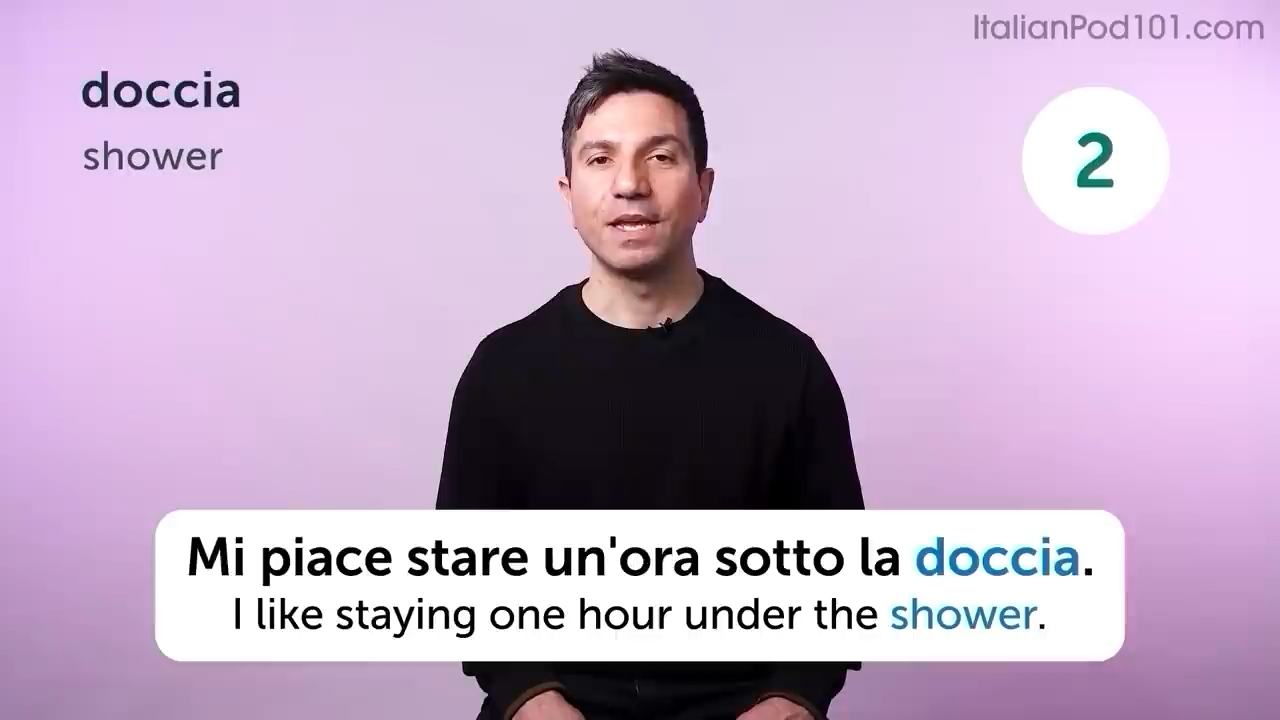 ItalianPod101.com
doccia
shower
2
Mi piace stare un'ora sotto la doccia.
I like staying one hour under the shower.